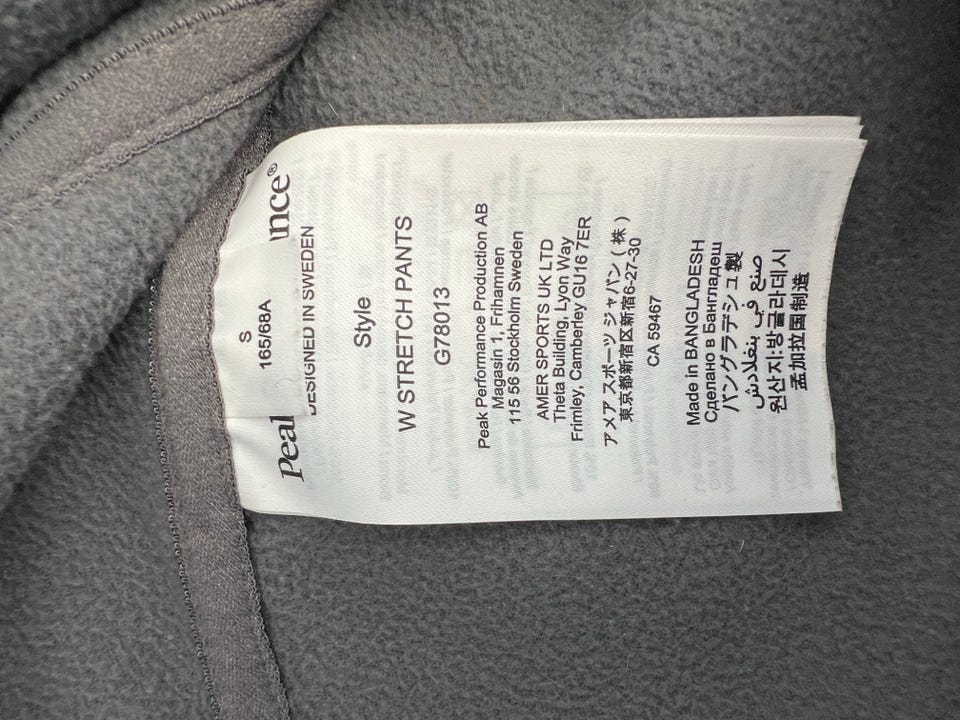 S
165/68A
Peak
nce®
DESIGNED IN SWEDEN
Style
W STRETCH PANTS
G78013
Peak Performance Production AB
Magasin 1, Frihamnen
115 56 Stockholm Sweden
AMER SPORTS UK LTD
Theta Building, Lyon Way
Frimley, Camberley GU16 7ER
アメア スポーツ ジャパン ( 株 )
東京都新宿区新宿6-27-30
CA 59467
Made in BANGLADESH
Сделано в Бангладеш
バングラデシュ製
صنع في بنغلادش
원산지:방글라데시
孟加拉国制造